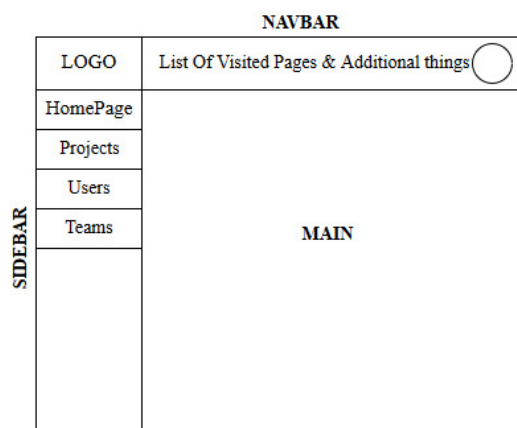 NAVBAR
LOGO
List Of Visited Pages & Additional things
HomePage
Projects
Users
Teams
SIDEBAR
MAIN